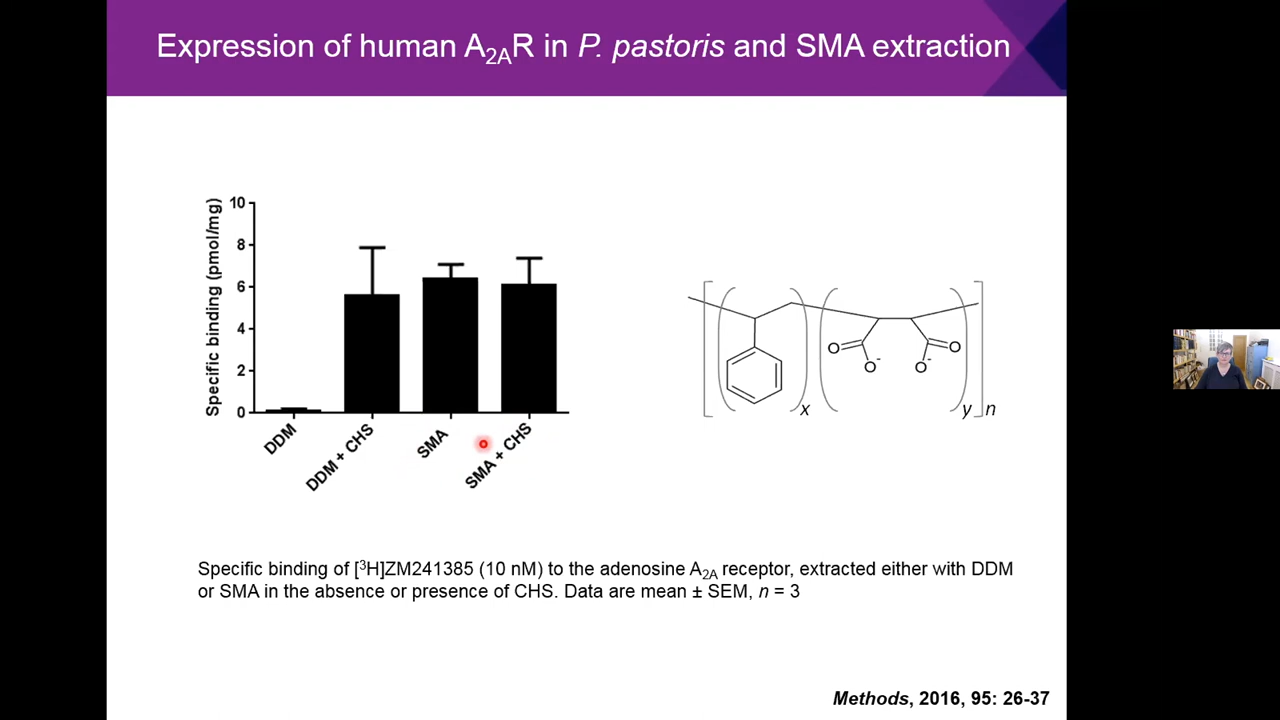 Expression of human A₂ₐR in P. pastoris and SMA extraction
Specific binding (pmol/mg)
10
8
6
4
2
0
DDM
DDM + CHS
SMA
SMA + CHS
O
O⁻
O⁻
O
x
y
n
Specific binding of [³H]ZM241385 (10 nM) to the adenosine A₂ₐ receptor, extracted either with DDM
or SMA in the absence or presence of CHS. Data are mean ± SEM, n = 3
Methods, 2016, 95: 26-37